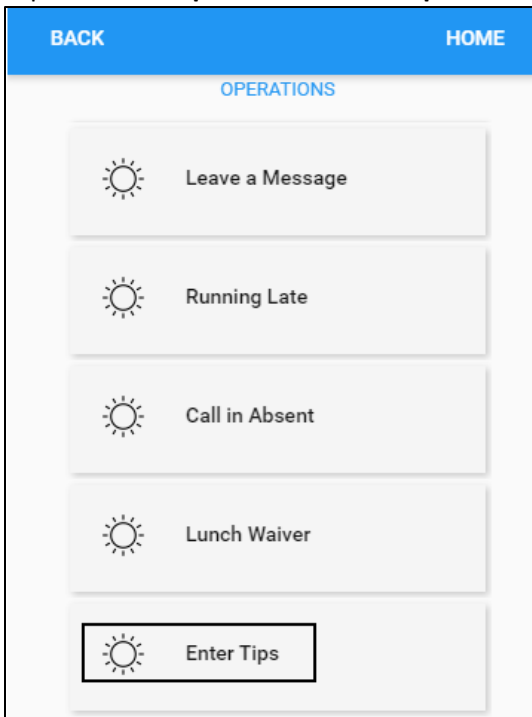 BACK HOME
OPERATIONS
Leave a Message
Running Late
Call in Absent
Lunch Waiver
Enter Tips